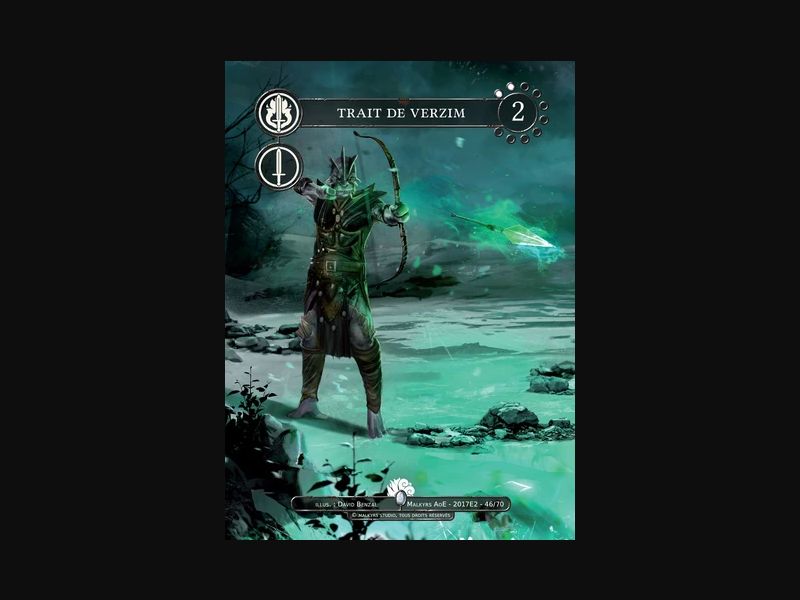 TRAIT DE VERZIM
2
ILLUS. : DAVID BENZAL
MALKYRS AOE - 2017E2 - 46/70
© MALKYRS STUDIO, TOUS DROITS RÉSERVÉS